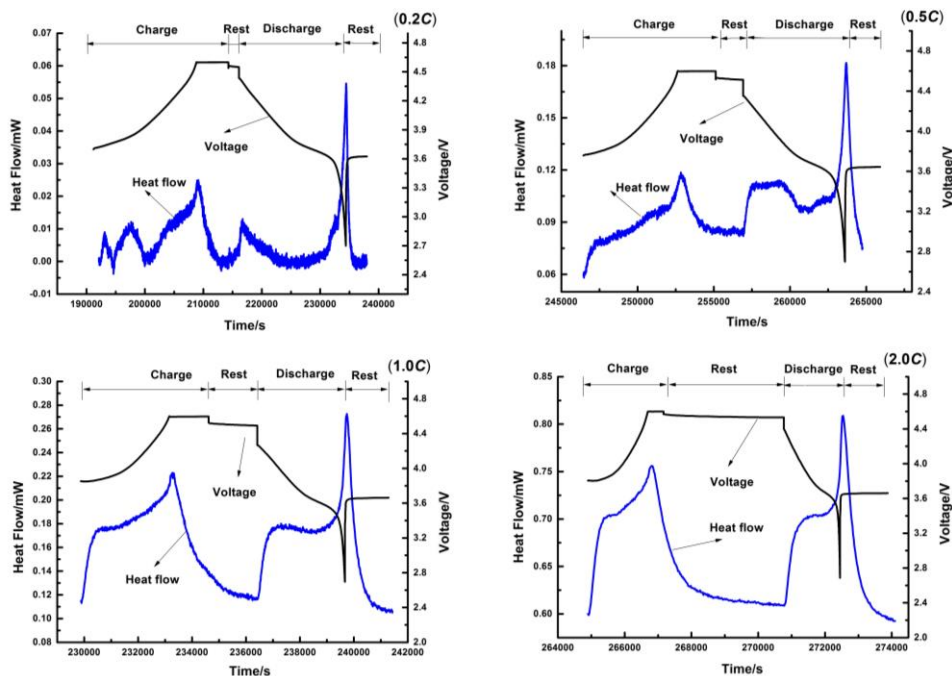 (0.2C)
Charge Rest Discharge Rest
0.07
0.06
0.05
0.04
0.03
0.02
0.01
0.00
-0.01
Heat Flow/mW
Voltage
Heat flow
4.8
4.5
4.2
3.9
3.6
3.3
3.0
2.7
2.4
Voltage/V
190000 200000 210000 220000 230000 240000
Time/s
(0.5C)
Charge Rest Discharge Rest
0.18
0.15
0.12
0.09
0.06
Heat Flow/mW
Voltage
Heat flow
4.8
4.4
4.0
3.6
3.2
2.8
2.4
Voltage/V
245000 250000 255000 260000 265000
Time/s
(1.0C)
Charge Rest Discharge Rest
0.30
0.28
0.26
0.24
0.22
0.20
0.18
0.16
0.14
0.12
0.10
0.08
Heat Flow/mW
Voltage
Heat flow
4.8
4.4
4.0
3.6
3.2
2.8
2.4
2.0
Voltage/V
230000 232000 234000 236000 238000 240000 242000
Time/s
(2.0C)
Charge Rest Discharge Rest
0.85
0.80
0.75
0.70
0.65
0.60
Heat Flow/mW
Voltage
Heat flow
4.8
4.4
4.0
3.6
3.2
2.8
2.4
2.0
Voltage/V
264000 266000 268000 270000 272000 274000
Time/s